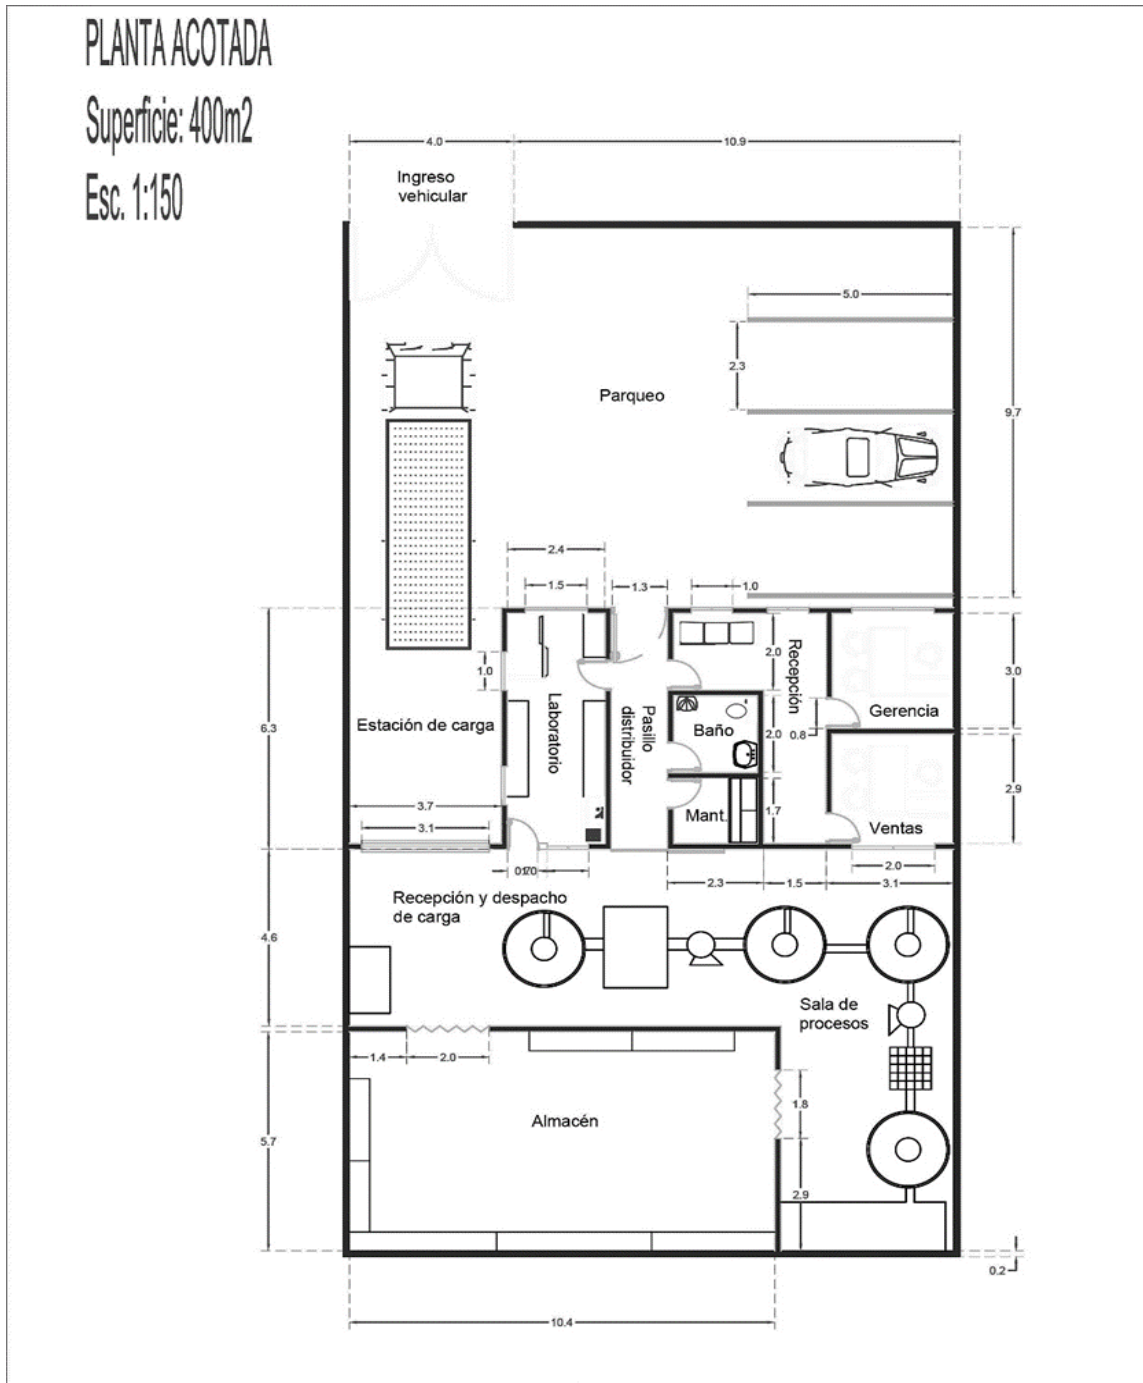 PLANTA ACOTADA
Superficie: 400m2
Esc. 1:150
4.0
10.9
Ingreso
vehicular
5.0
2.3
Parqueo
9.7
2.4
1.5
1.3
1.0
1.0
2.0
Recepción
3.0
Gerencia
Laboratorio
Pasillo
distribuidor
Baño
2.0
0.8
Estación de carga
6.3
2.9
3.7
3.1
Mant.
1.7
Ventas
2.0
2.3
1.5
3.1
Recepción y despacho
de carga
4.6
Sala de
procesos
1.4
2.0
1.8
Almacén
5.7
2.9
0.2
10.4